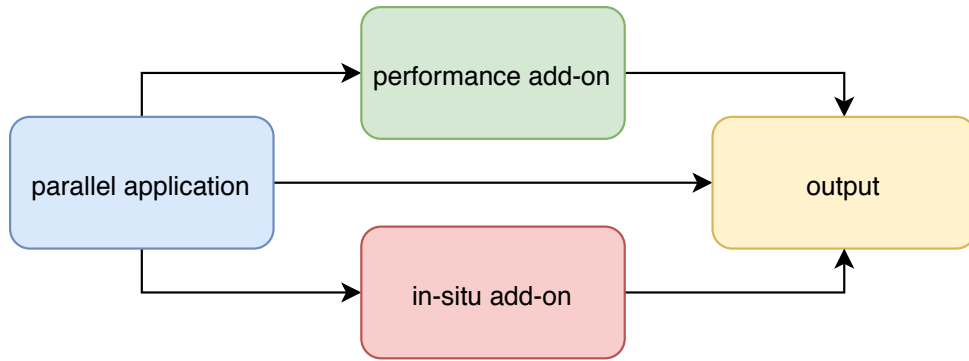 performance add-on
parallel application
output
in-situ add-on